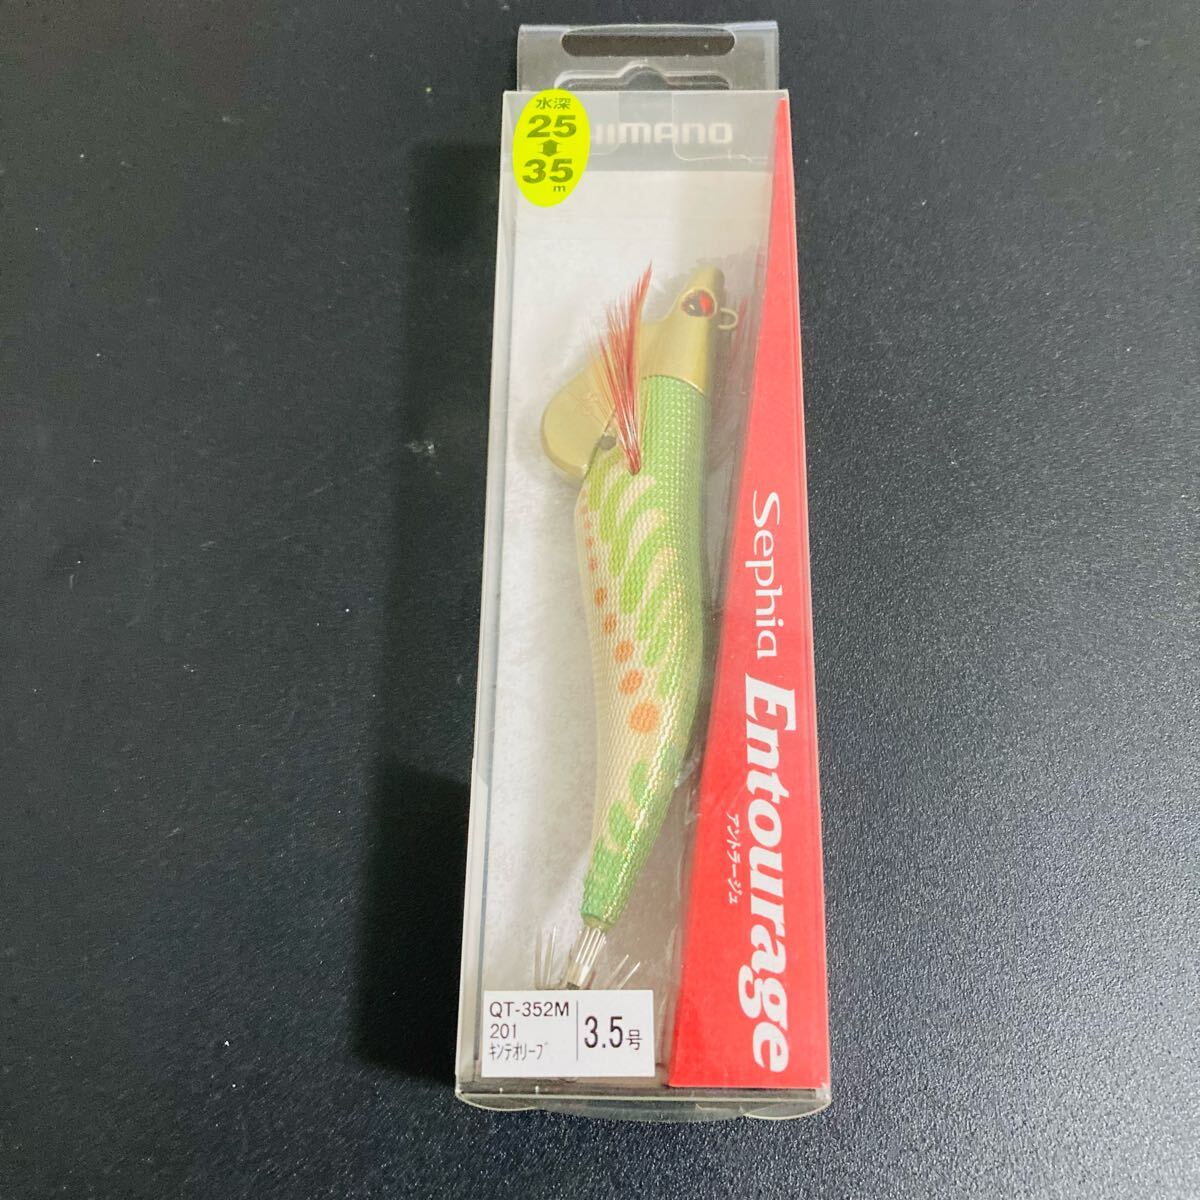 水深
25
35
m
SHIMANO
Sephia
Entourage
アントラージュ
QT-352M
201
ｷﾝﾃｵﾘｰﾌﾞ
3.5号